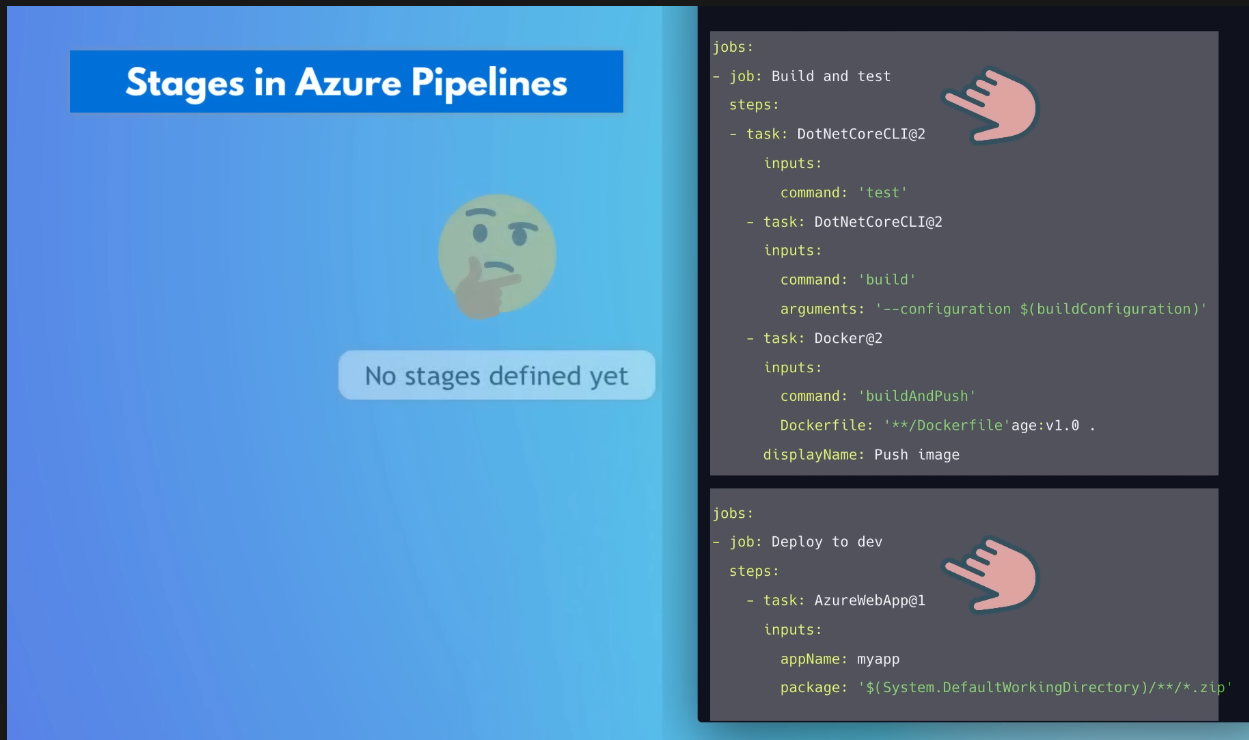 Stages in Azure Pipelines
No stages defined yet
jobs:
- job: Build and test
steps:
- task: DotNetCoreCLI@2
inputs:
command: 'test'
- task: DotNetCoreCLI@2
inputs:
command: 'build'
arguments: '--configuration $(buildConfiguration)'
- task: Docker@2
inputs:
command: 'buildAndPush'
Dockerfile: '**/Dockerfile'age:v1.0 .
displayName: Push image
jobs:
- job: Deploy to dev
steps:
- task: AzureWebApp@1
inputs:
appName: myapp
package: '$(System.DefaultWorkingDirectory)/**/*.zip'